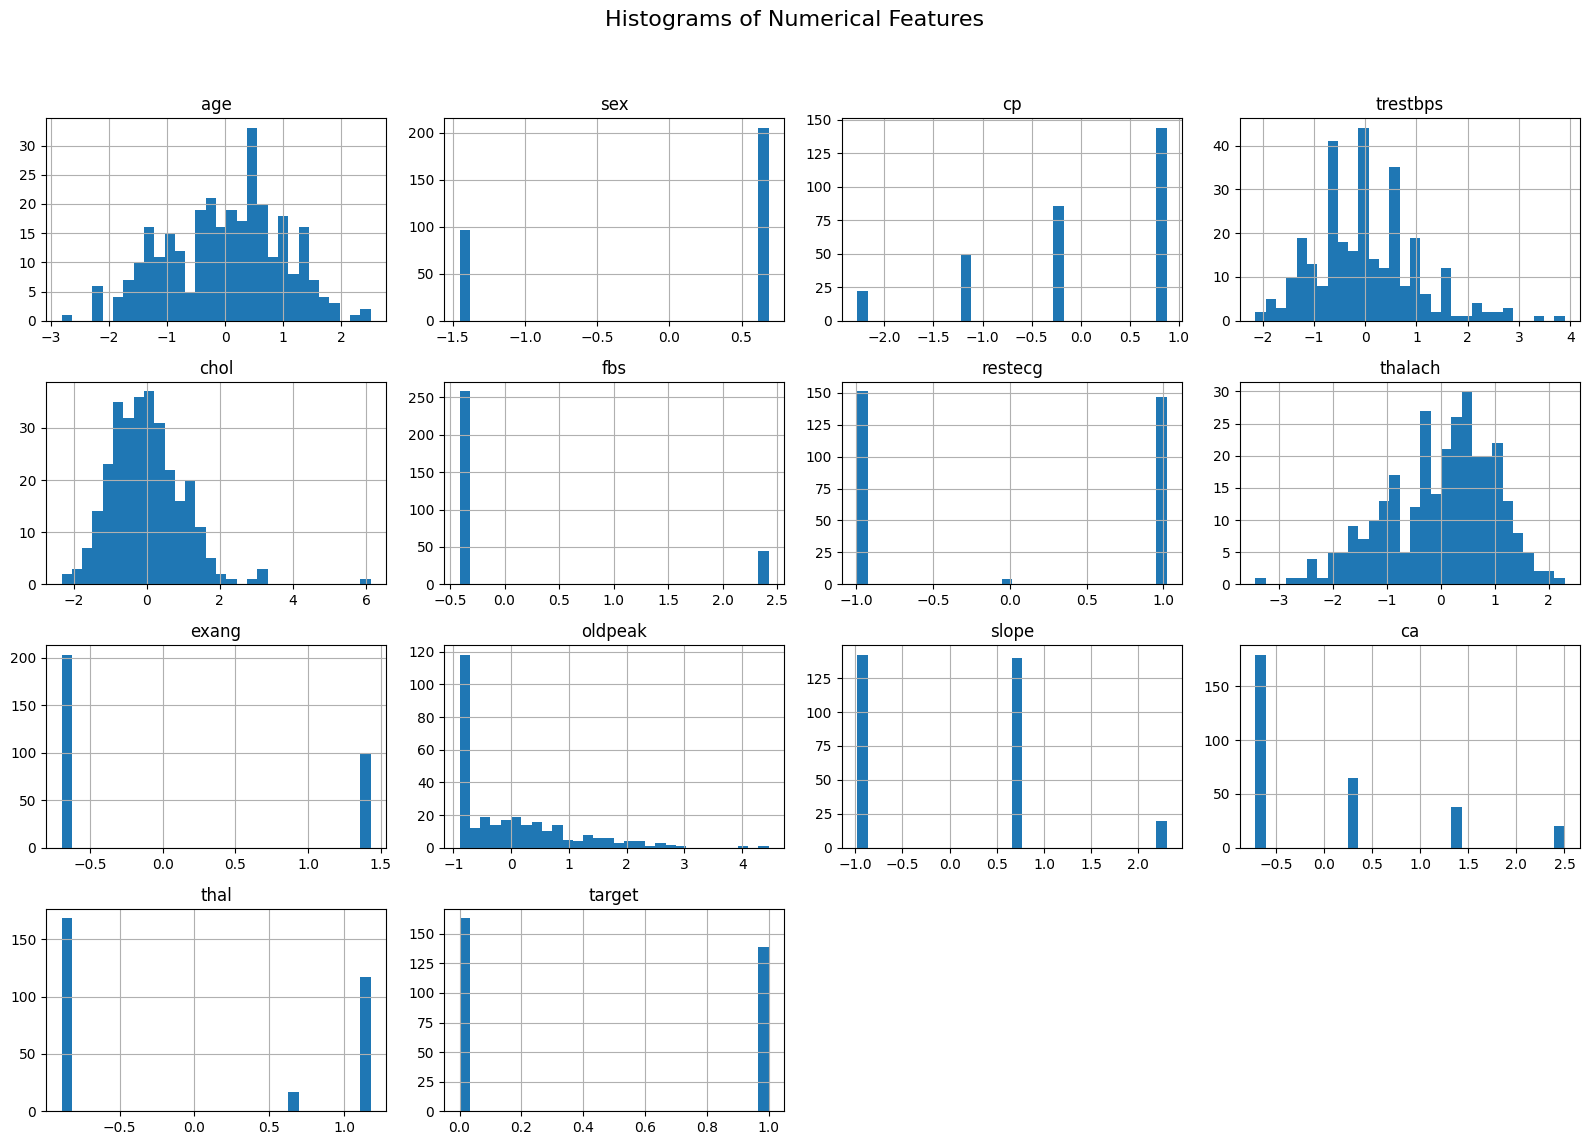 Histograms of Numerical Features
age
sex
cp
trestbps
30
25
20
15
10
5
0
−3 −2 −1 0 1 2
200
150
100
50
0
−1.5 −1.0 −0.5 0.0 0.5
150
125
100
75
50
25
0
−2.0 −1.5 −1.0 −0.5 0.0 0.5 1.0
40
30
20
10
0
−2 −1 0 1 2 3 4
chol
fbs
restecg
thalach
30
20
10
0
−2 0 2 4 6
250
200
150
100
50
0
−0.5 0.0 0.5 1.0 1.5 2.0 2.5
150
125
100
75
50
25
0
−1.0 −0.5 0.0 0.5 1.0
30
25
20
15
10
5
0
−3 −2 −1 0 1 2
exang
oldpeak
slope
ca
200
150
100
50
0
−0.5 0.0 0.5 1.0 1.5
120
100
80
60
40
20
0
−1 0 1 2 3 4
125
100
75
50
25
0
−1.0 −0.5 0.0 0.5 1.0 1.5 2.0
150
100
50
0
−0.5 0.0 0.5 1.0 1.5 2.0 2.5
thal
target
150
100
50
0
−0.5 0.0 0.5 1.0
150
125
100
75
50
25
0
0.0 0.2 0.4 0.6 0.8 1.0